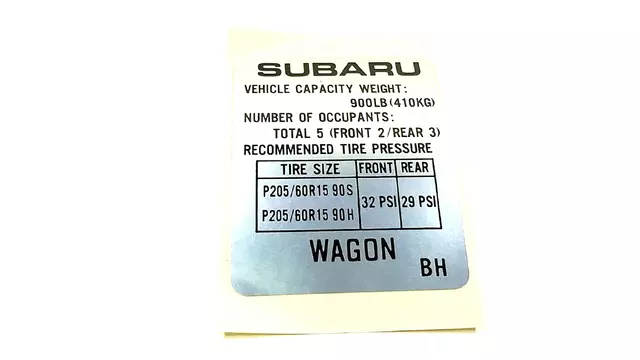 SUBARU
VEHICLE CAPACITY WEIGHT:
900LB(410KG)
NUMBER OF OCCUPANTS:
TOTAL 5 (FRONT 2/REAR 3)
RECOMMENDED TIRE PRESSURE
TIRE SIZE FRONT REAR
P205/60R15 90S
32 PSI 29 PSI
P205/60R15 90H
WAGON
BH